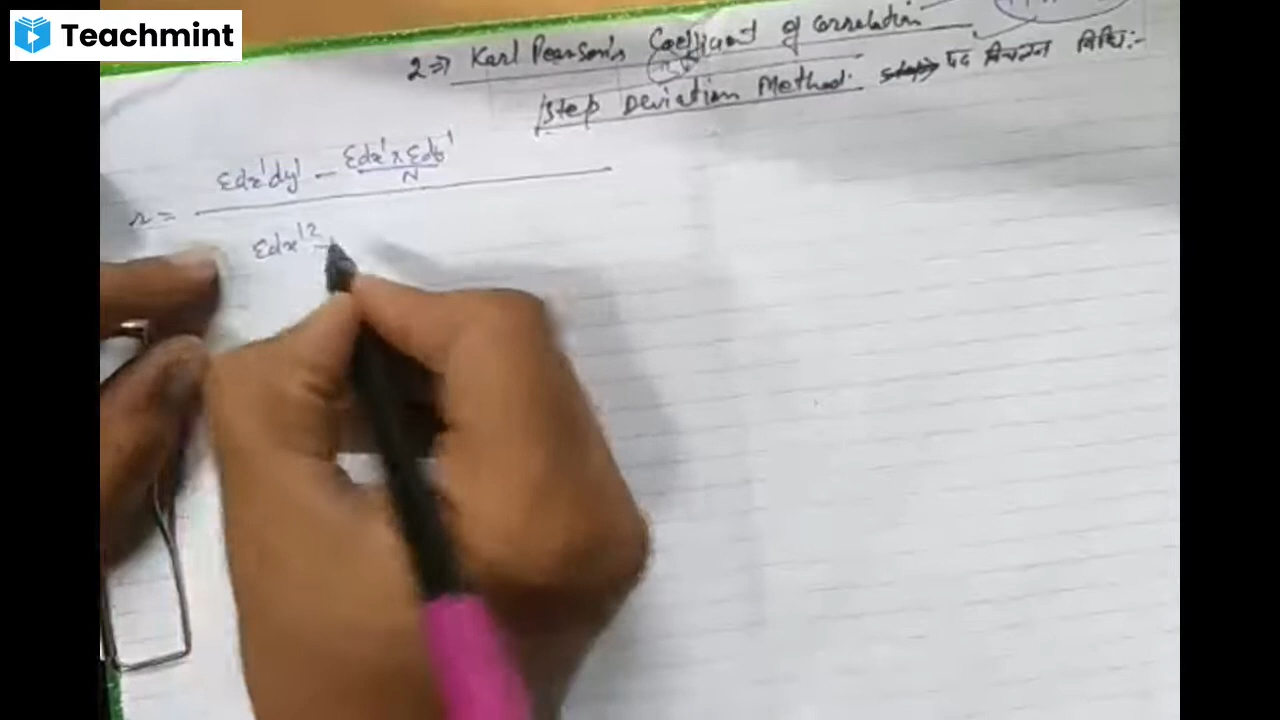 Teachmint
2⇒ Karl Pearson's Coefficient of Correlation
Step Deviation Method: पद विचलन विधि:-
Σdx'dy' - Σdx' x Σdy'
N
r =
Σdx'2 -